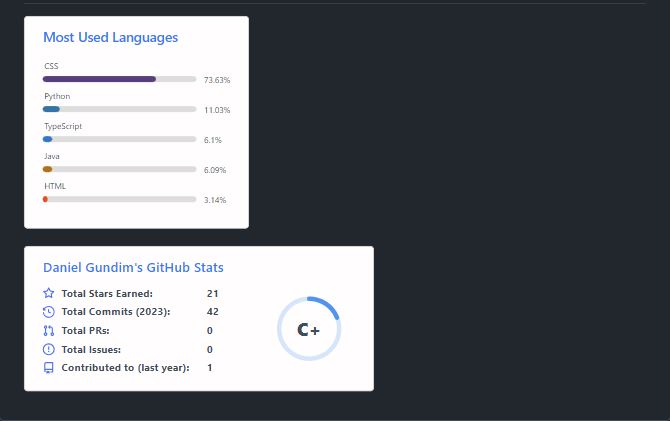 Most Used Languages
CSS
73.63%
Python
11.03%
TypeScript
6.1%
Java
6.09%
HTML
3.14%
Daniel Gundim's GitHub Stats
Total Stars Earned: 21
Total Commits (2023): 42
Total PRs: 0
Total Issues: 0
Contributed to (last year): 1
C+